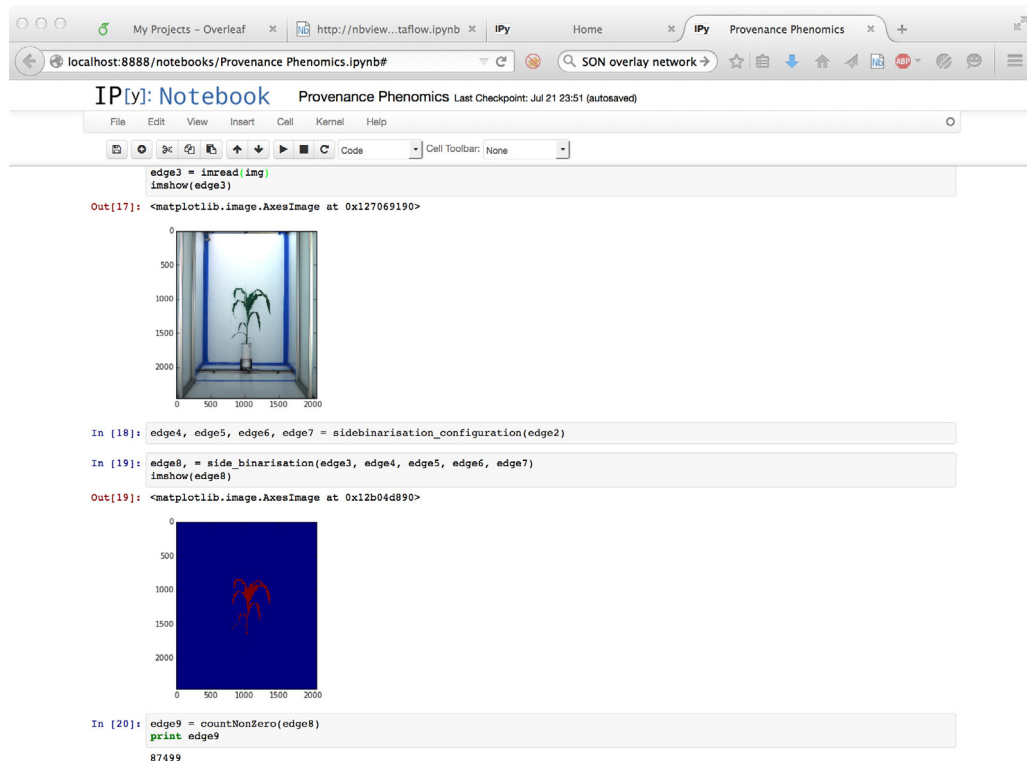 My Projects - Overleaf × http://nbview...taflow.ipynb × IPy Home × IPy Provenance Phenomics × +
localhost:8888/notebooks/Provenance Phenomics.ipynb# SON overlay network → NB ABP
IP[y]: Notebook Provenance Phenomics Last Checkpoint: Jul 21 23:51 (autosaved)
File Edit View Insert Cell Kernel Help
Code Cell Toolbar: None
edge3 = imread(img)
imshow(edge3)
Out[17]: <matplotlib.image.AxesImage at 0x127069190>
0
500
1000
1500
2000
0 500 1000 1500 2000
In [18]: edge4, edge5, edge6, edge7 = sidebinarisation_configuration(edge2)
In [19]: edge8, = side_binarisation(edge3, edge4, edge5, edge6, edge7)
imshow(edge8)
Out[19]: <matplotlib.image.AxesImage at 0x12b04d890>
0
500
1000
1500
2000
0 500 1000 1500 2000
In [20]: edge9 = countNonZero(edge8)
print edge9
87499